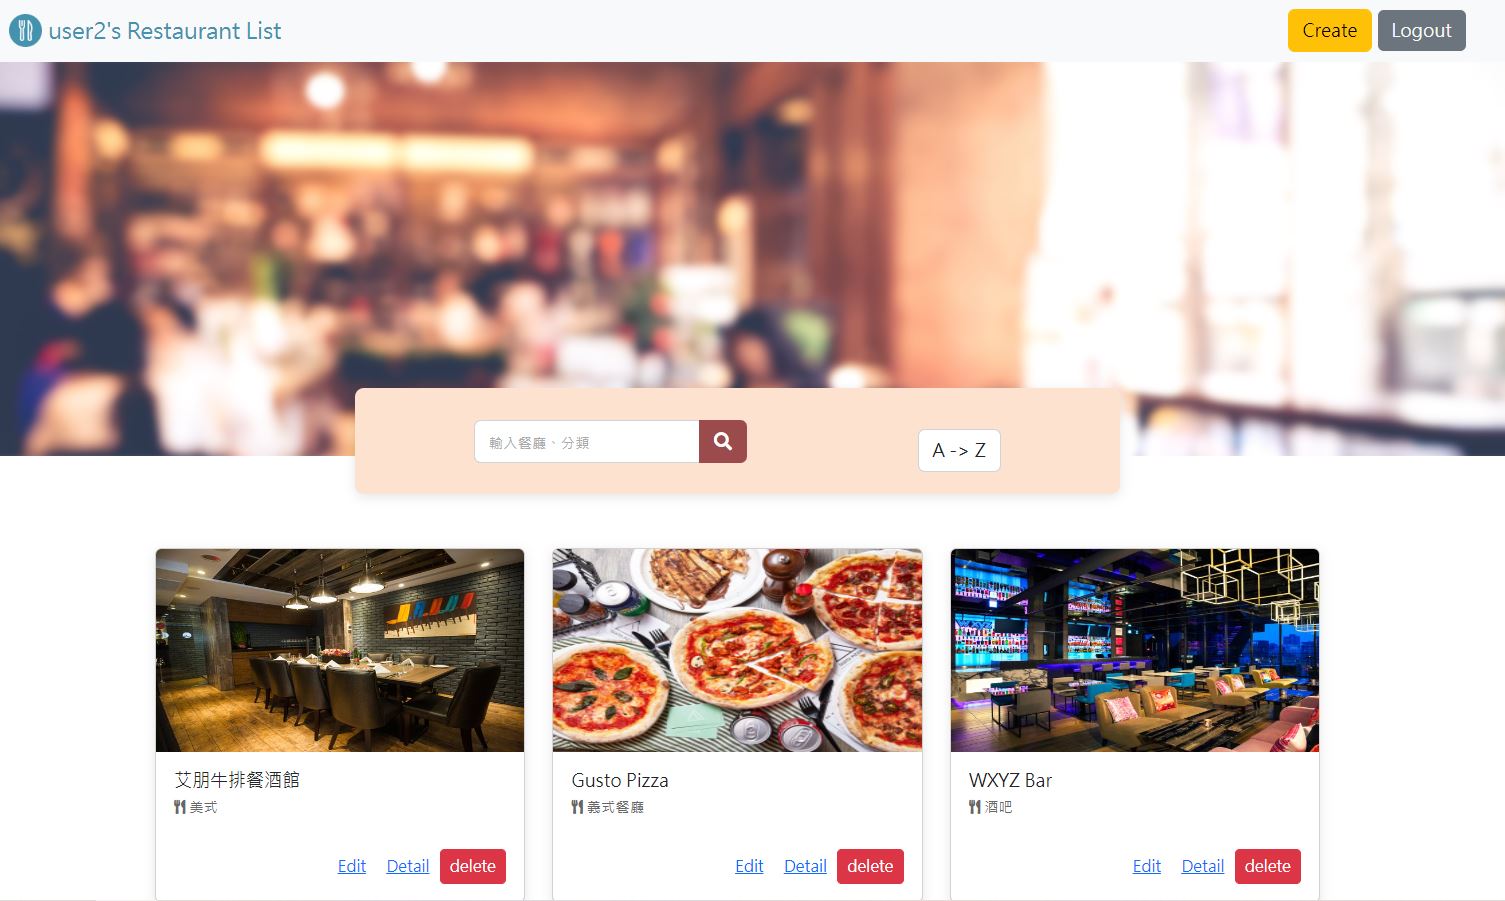 user2's Restaurant List
Create
Logout
輸入餐廳、分類
A -> Z
艾朋牛排餐酒館
美式
Edit
Detail
delete
Gusto Pizza
義式餐廳
Edit
Detail
delete
WXYZ Bar
酒吧
Edit
Detail
delete